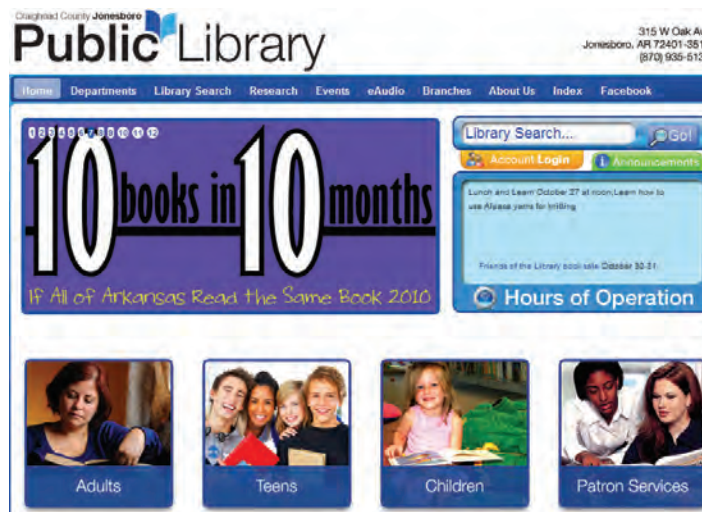 Craighead County Jonesboro
Public Library
315 W Oak Av
Jonesboro, AR 72401-351
(870) 935-513
Home Departments Library Search Research Events eAudio Branches About Us Index Facebook
1 2 3 4 5 6 7 8 9 10 11 12
10 books in 10 months
If All of Arkansas Read the Same Book 2010
Library Search... Go!
Account Login Announcements
Lunch and Learn October 27 at noon;Learn how to
use Alpaca yarns for knitting
Friends of the Library book sale October 30-31
Hours of Operation
Adults Teens Children Patron Services